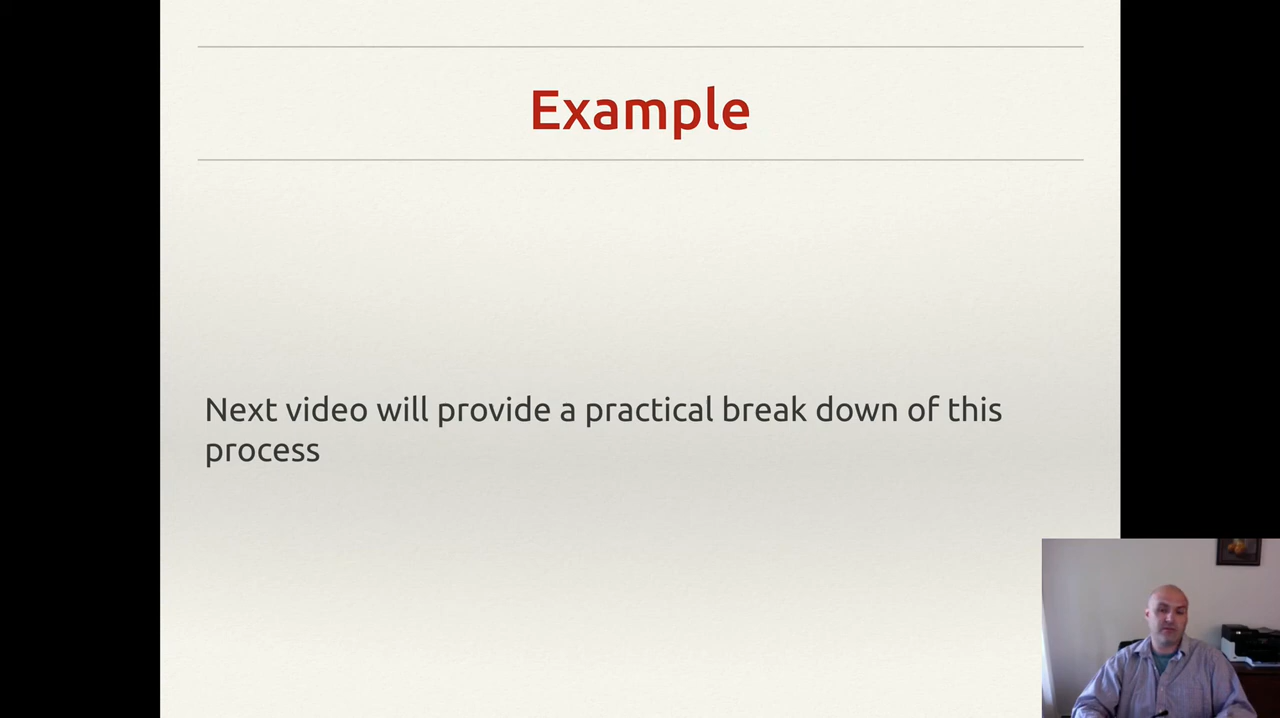 Example
Next video will provide a practical break down of this
process